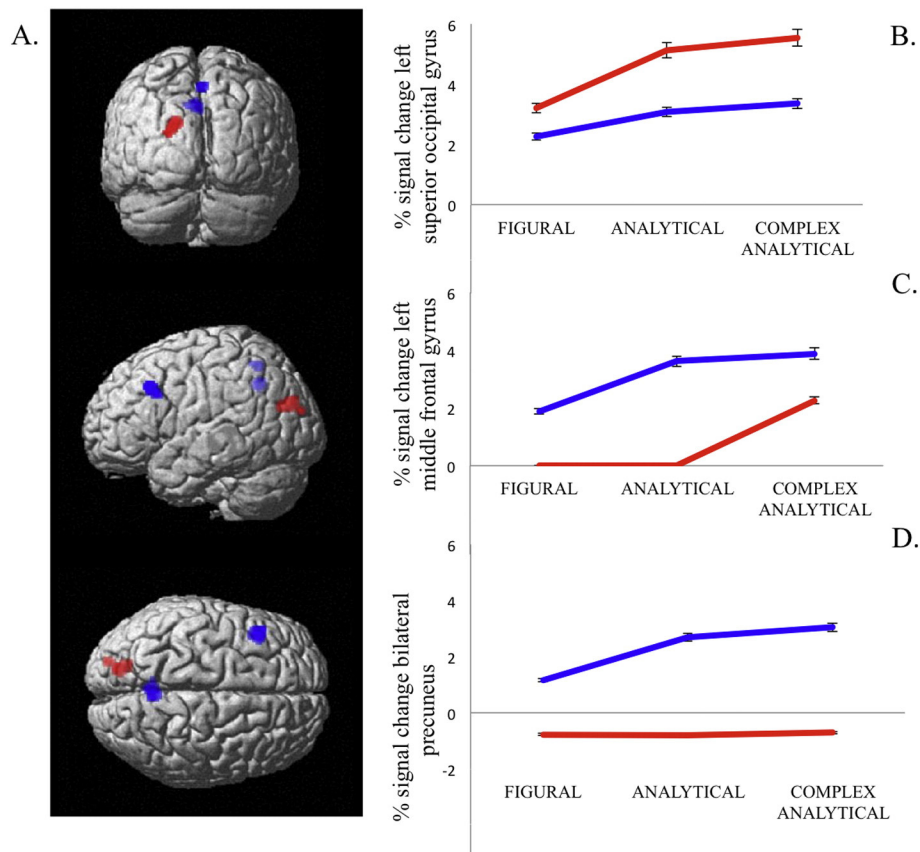 A.
B.
% signal change left
superior occipital gyrus
6
4
2
0
FIGURAL
ANALYTICAL
COMPLEX
ANALYTICAL
C.
% signal change left
middle frontal gyrrus
6
4
2
0
FIGURAL
ANALYTICAL
COMPLEX
ANALYTICAL
D.
% signal change bilateral
precuneus
6
4
2
0
-2
FIGURAL
ANALYTICAL
COMPLEX
ANALYTICAL